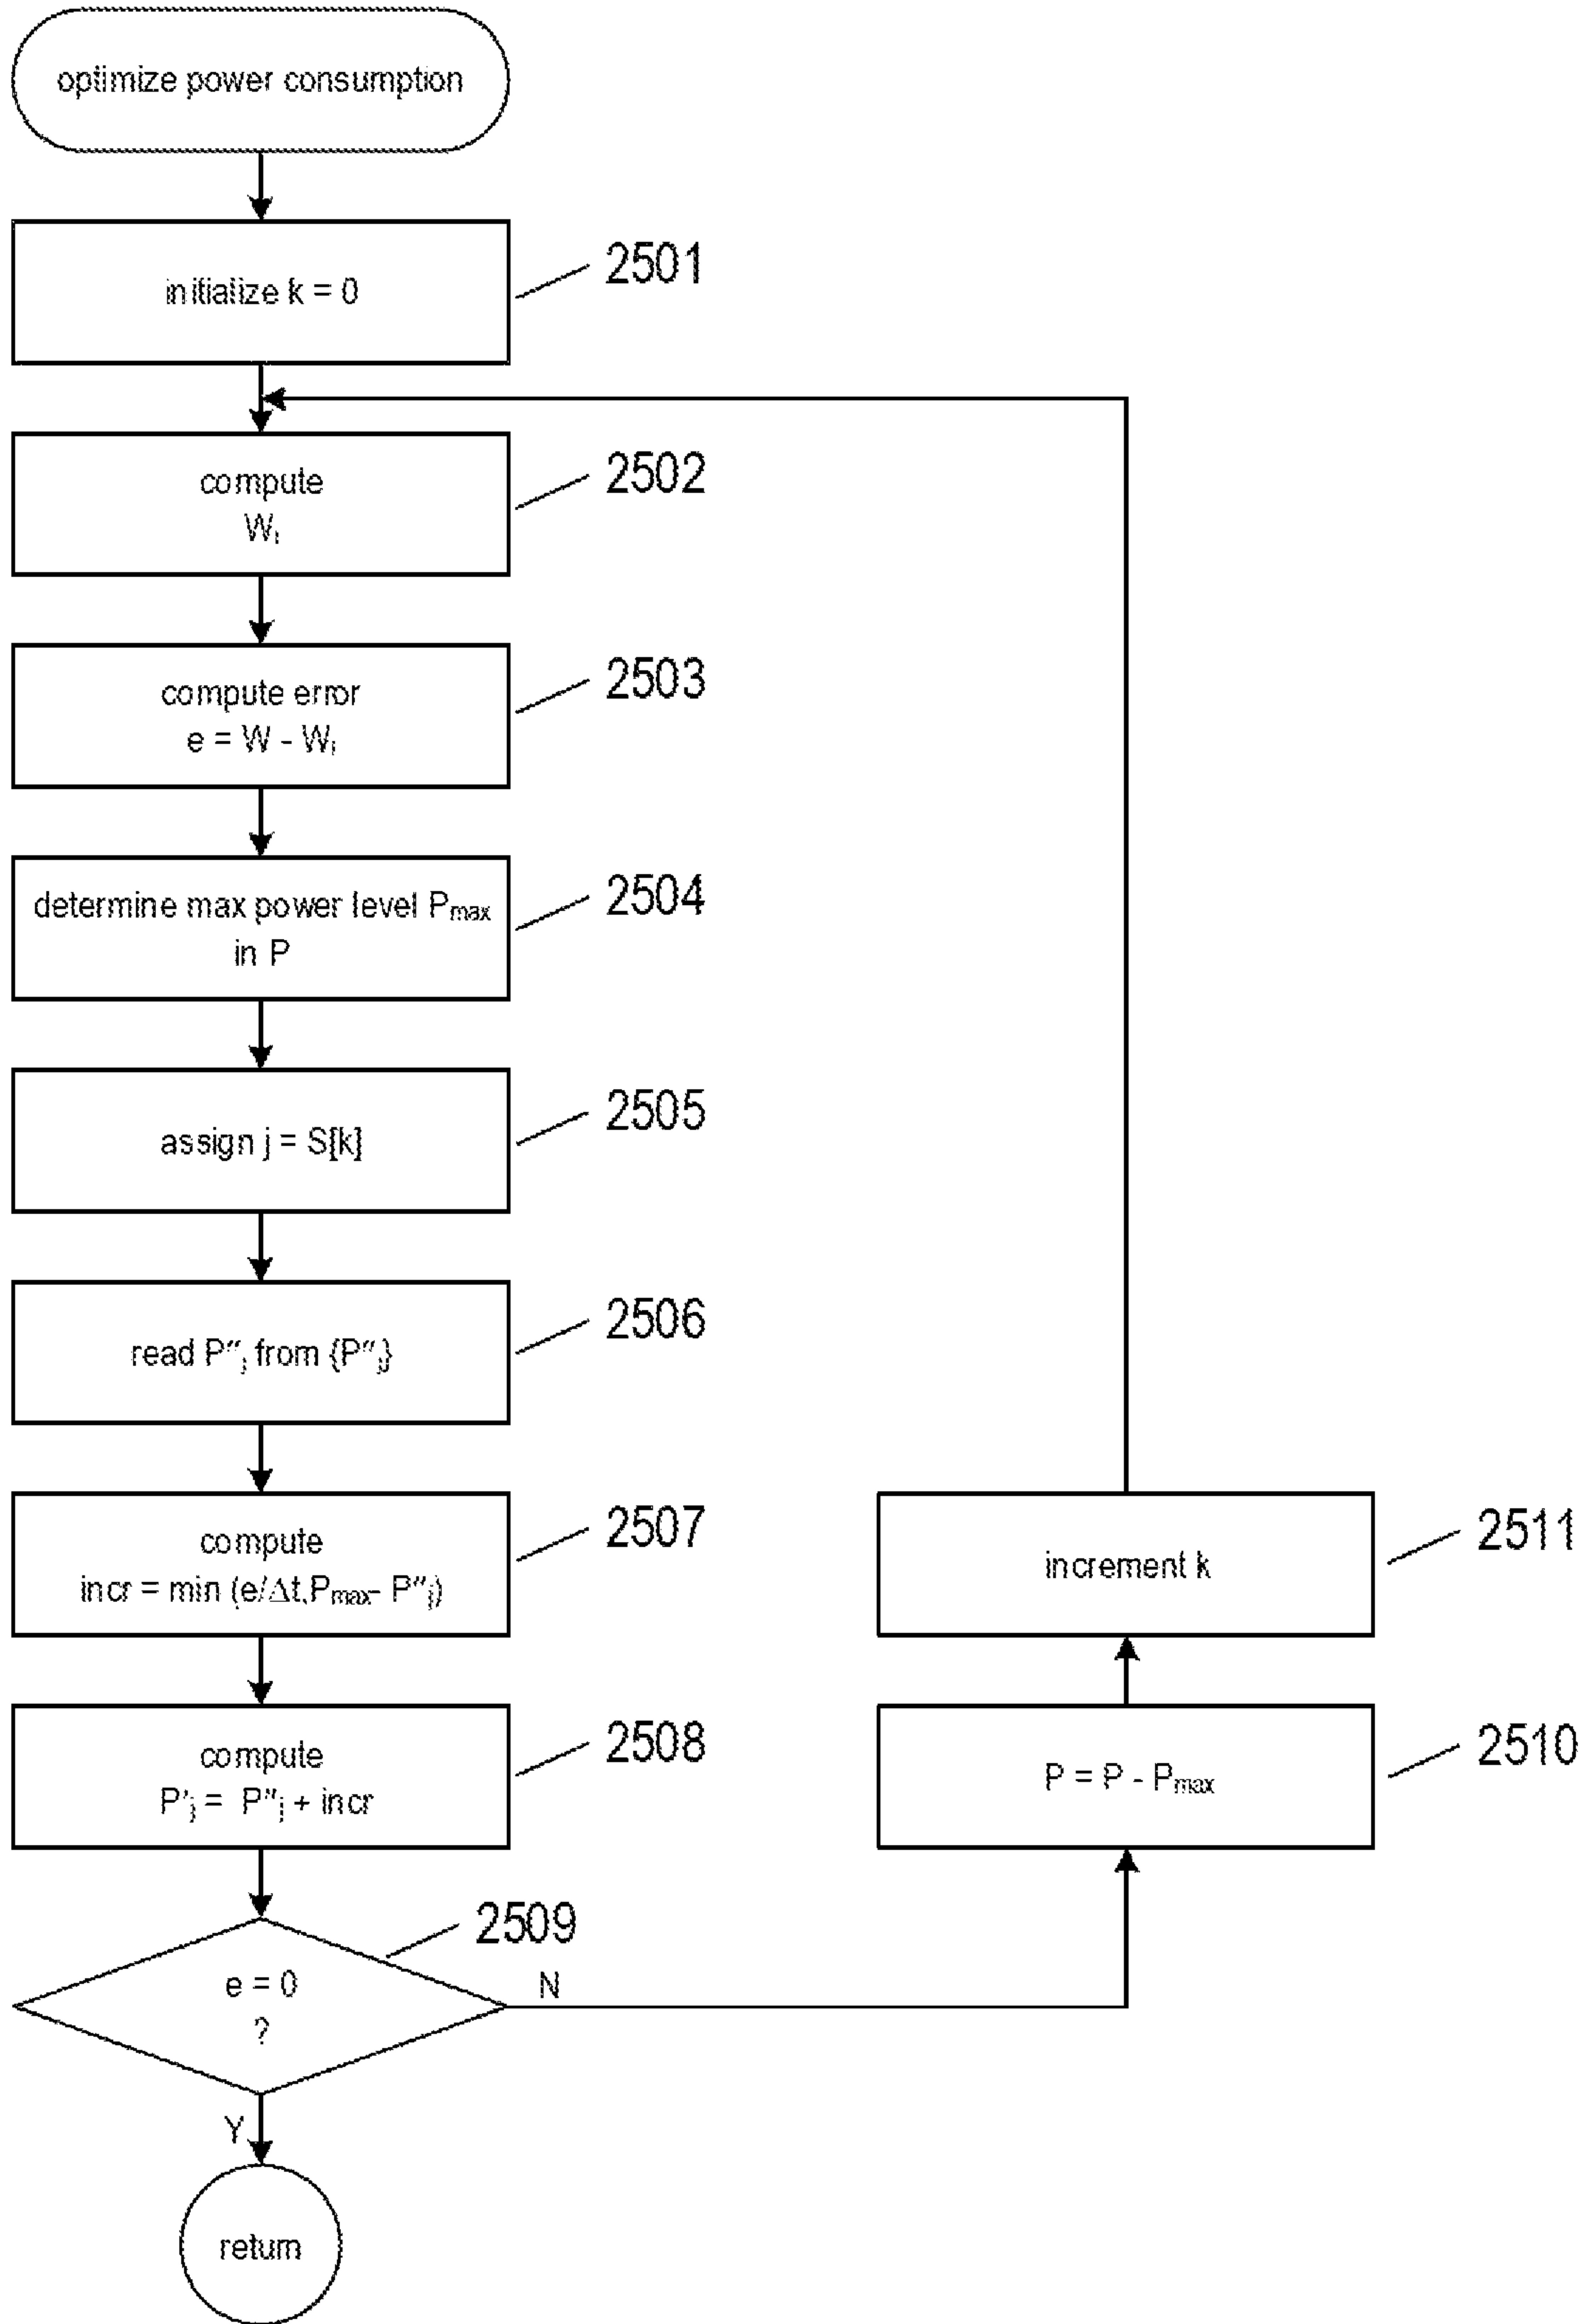 optimize power consumption
initialize k = 0
2501
compute
Wᵢ
2502
compute error
e = W - Wᵢ
2503
determine max power level Pmax
in P
2504
assign j = S[k]
2505
read P″ⱼ from {P″ⱼ}
2506
compute
incr = min (e/Δt,Pmax- P″ⱼ)
2507
compute
P'ⱼ = P″ⱼ + incr
2508
e = 0
?
2509
N
Y
return
P = P - Pmax
2510
increment k
2511